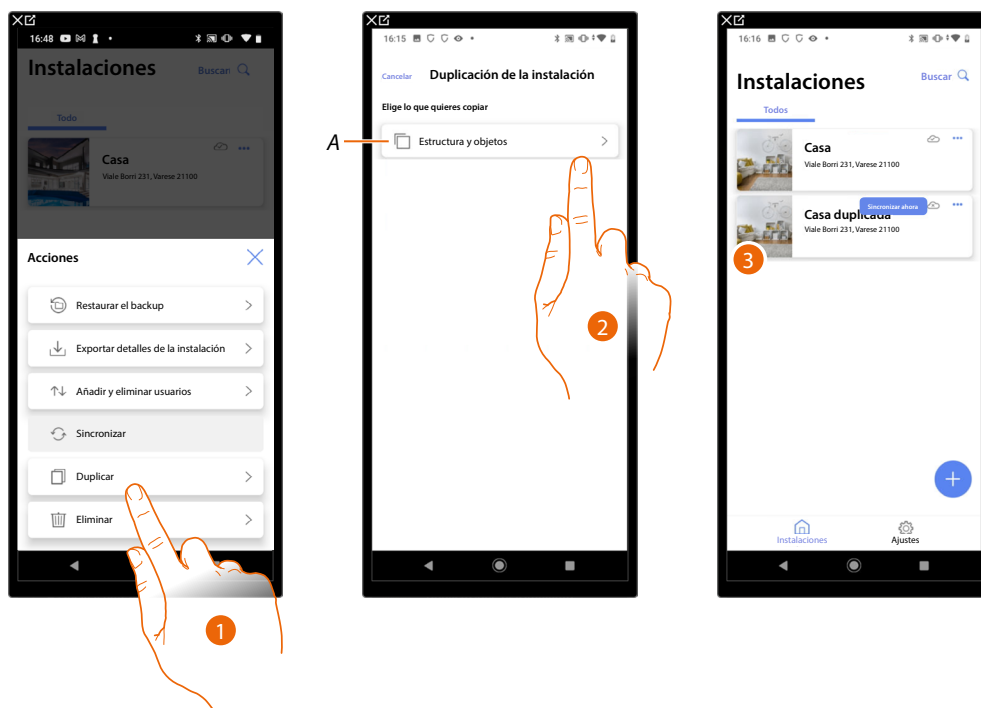 16:48
Instalaciones
Buscar
Todo
Casa
Viale Borri 231, Varese 21100
Acciones
Restaurar el backup
Exportar detalles de la instalación
Añadir y eliminar usuarios
Sincronizar
Duplicar
Eliminar
1
16:15
Cancelar Duplicación de la instalación
Elige lo que quieres copiar
A
Estructura y objetos
2
16:16
Instalaciones
Buscar
Todos
Casa
Viale Borri 231, Varese 21100
Sincronizar ahora
Casa duplicada
Viale Borri 231, Varese 21100
3
Instalaciones
Ajustes